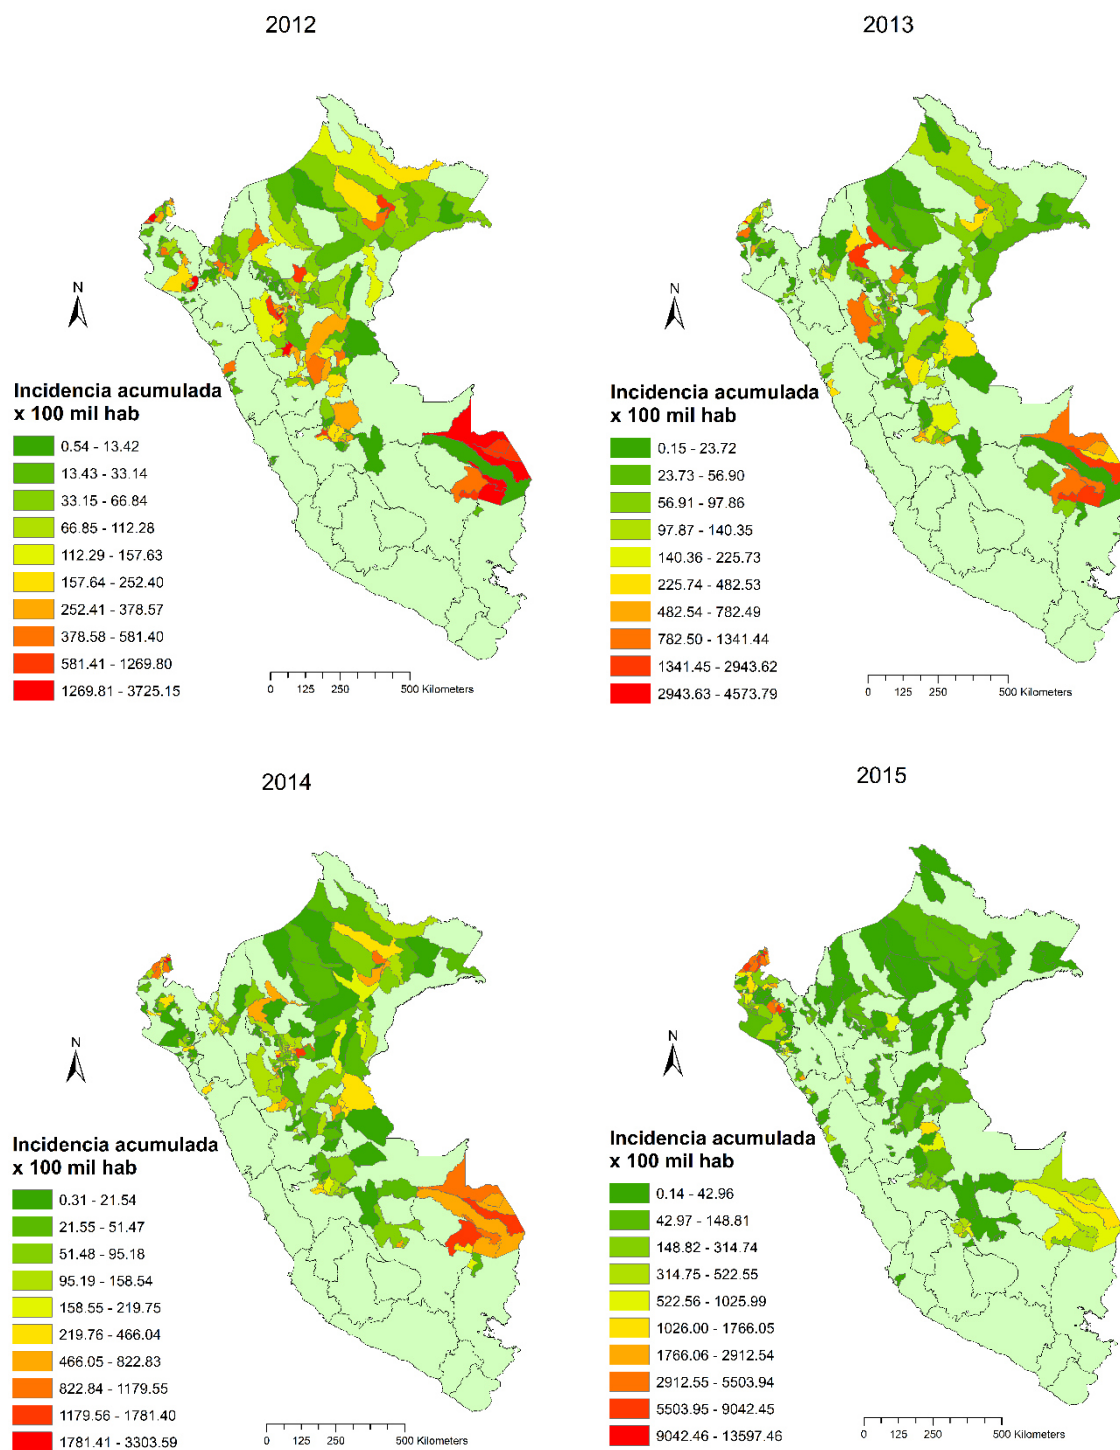 2012
N
Incidencia acumulada
x 100 mil hab
0.54 - 13.42
13.43 - 33.14
33.15 - 66.84
66.85 - 112.28
112.29 - 157.63
157.64 - 252.40
252.41 - 378.57
378.58 - 581.40
581.41 - 1269.80
1269.81 - 3725.15
0 125 250 500 Kilometers
2013
N
Incidencia acumulada
x 100 mil hab
0.15 - 23.72
23.73 - 56.90
56.91 - 97.86
97.87 - 140.35
140.36 - 225.73
225.74 - 482.53
482.54 - 782.49
782.50 - 1341.44
1341.45 - 2943.62
2943.63 - 4573.79
0 125 250 500 Kilometers
2014
N
Incidencia acumulada
x 100 mil hab
0.31 - 21.54
21.55 - 51.47
51.48 - 95.18
95.19 - 158.54
158.55 - 219.75
219.76 - 466.04
466.05 - 822.83
822.84 - 1179.55
1179.56 - 1781.40
1781.41 - 3303.59
0 125 250 500 Kilometers
2015
N
Incidencia acumulada
x 100 mil hab
0.14 - 42.96
42.97 - 148.81
148.82 - 314.74
314.75 - 522.55
522.56 - 1025.99
1026.00 - 1766.05
1766.06 - 2912.54
2912.55 - 5503.94
5503.95 - 9042.45
9042.46 - 13597.46
0 125 250 500 Kilometers